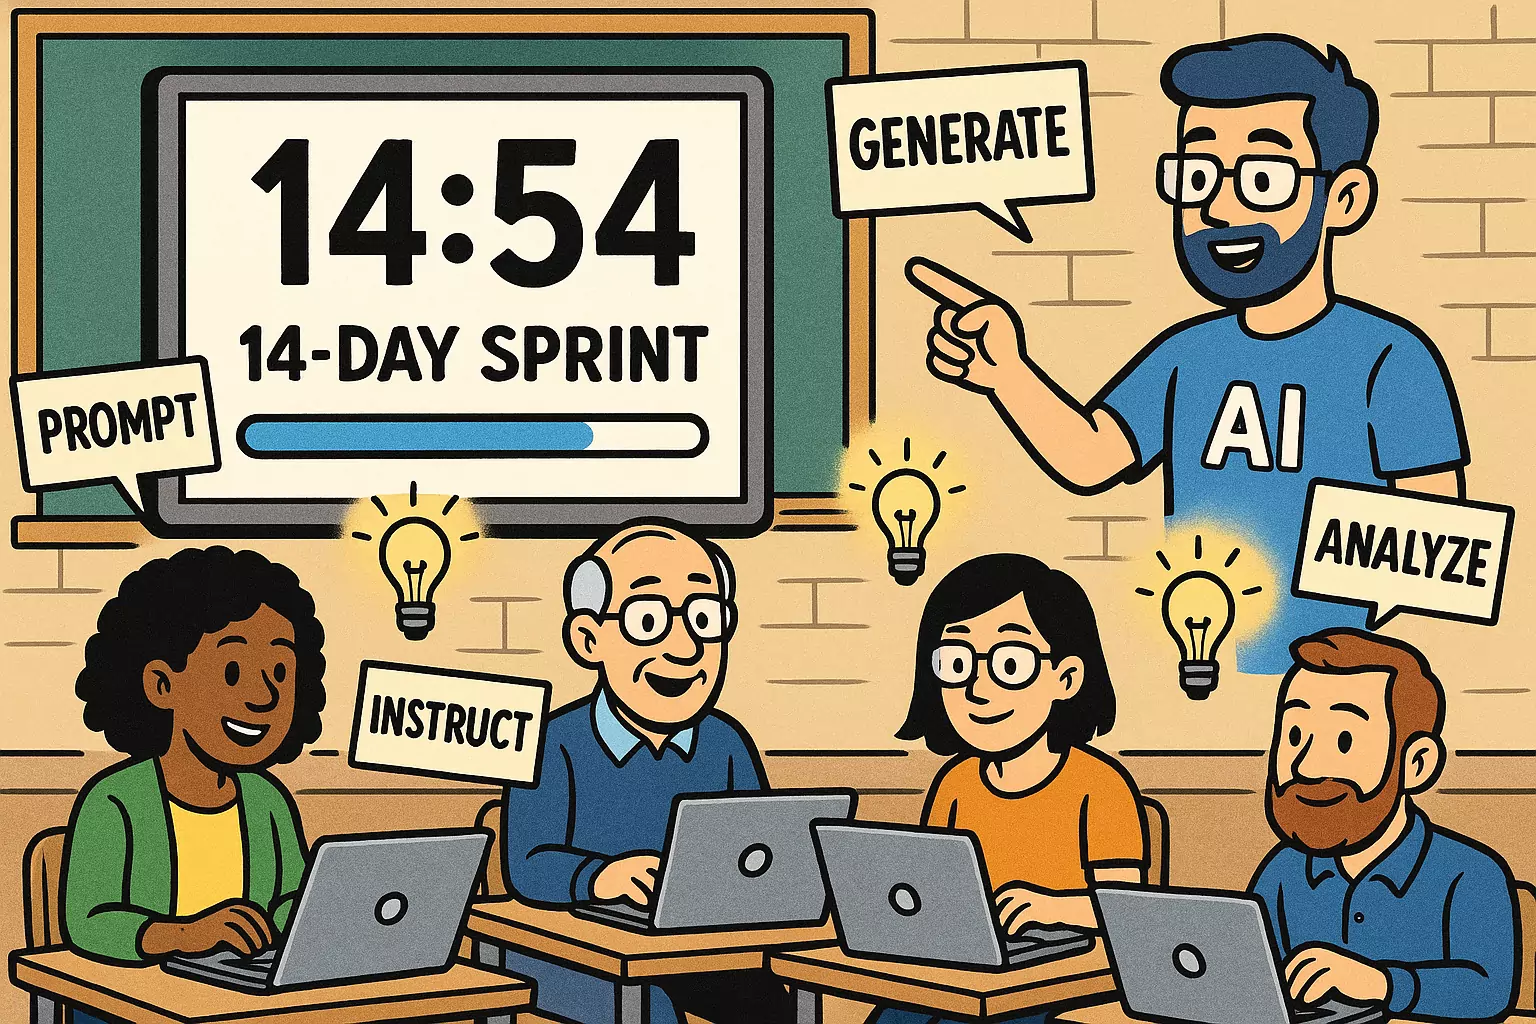 14:54
14-DAY SPRINT
GENERATE
AI
PROMPT
ANALYZE
INSTRUCT